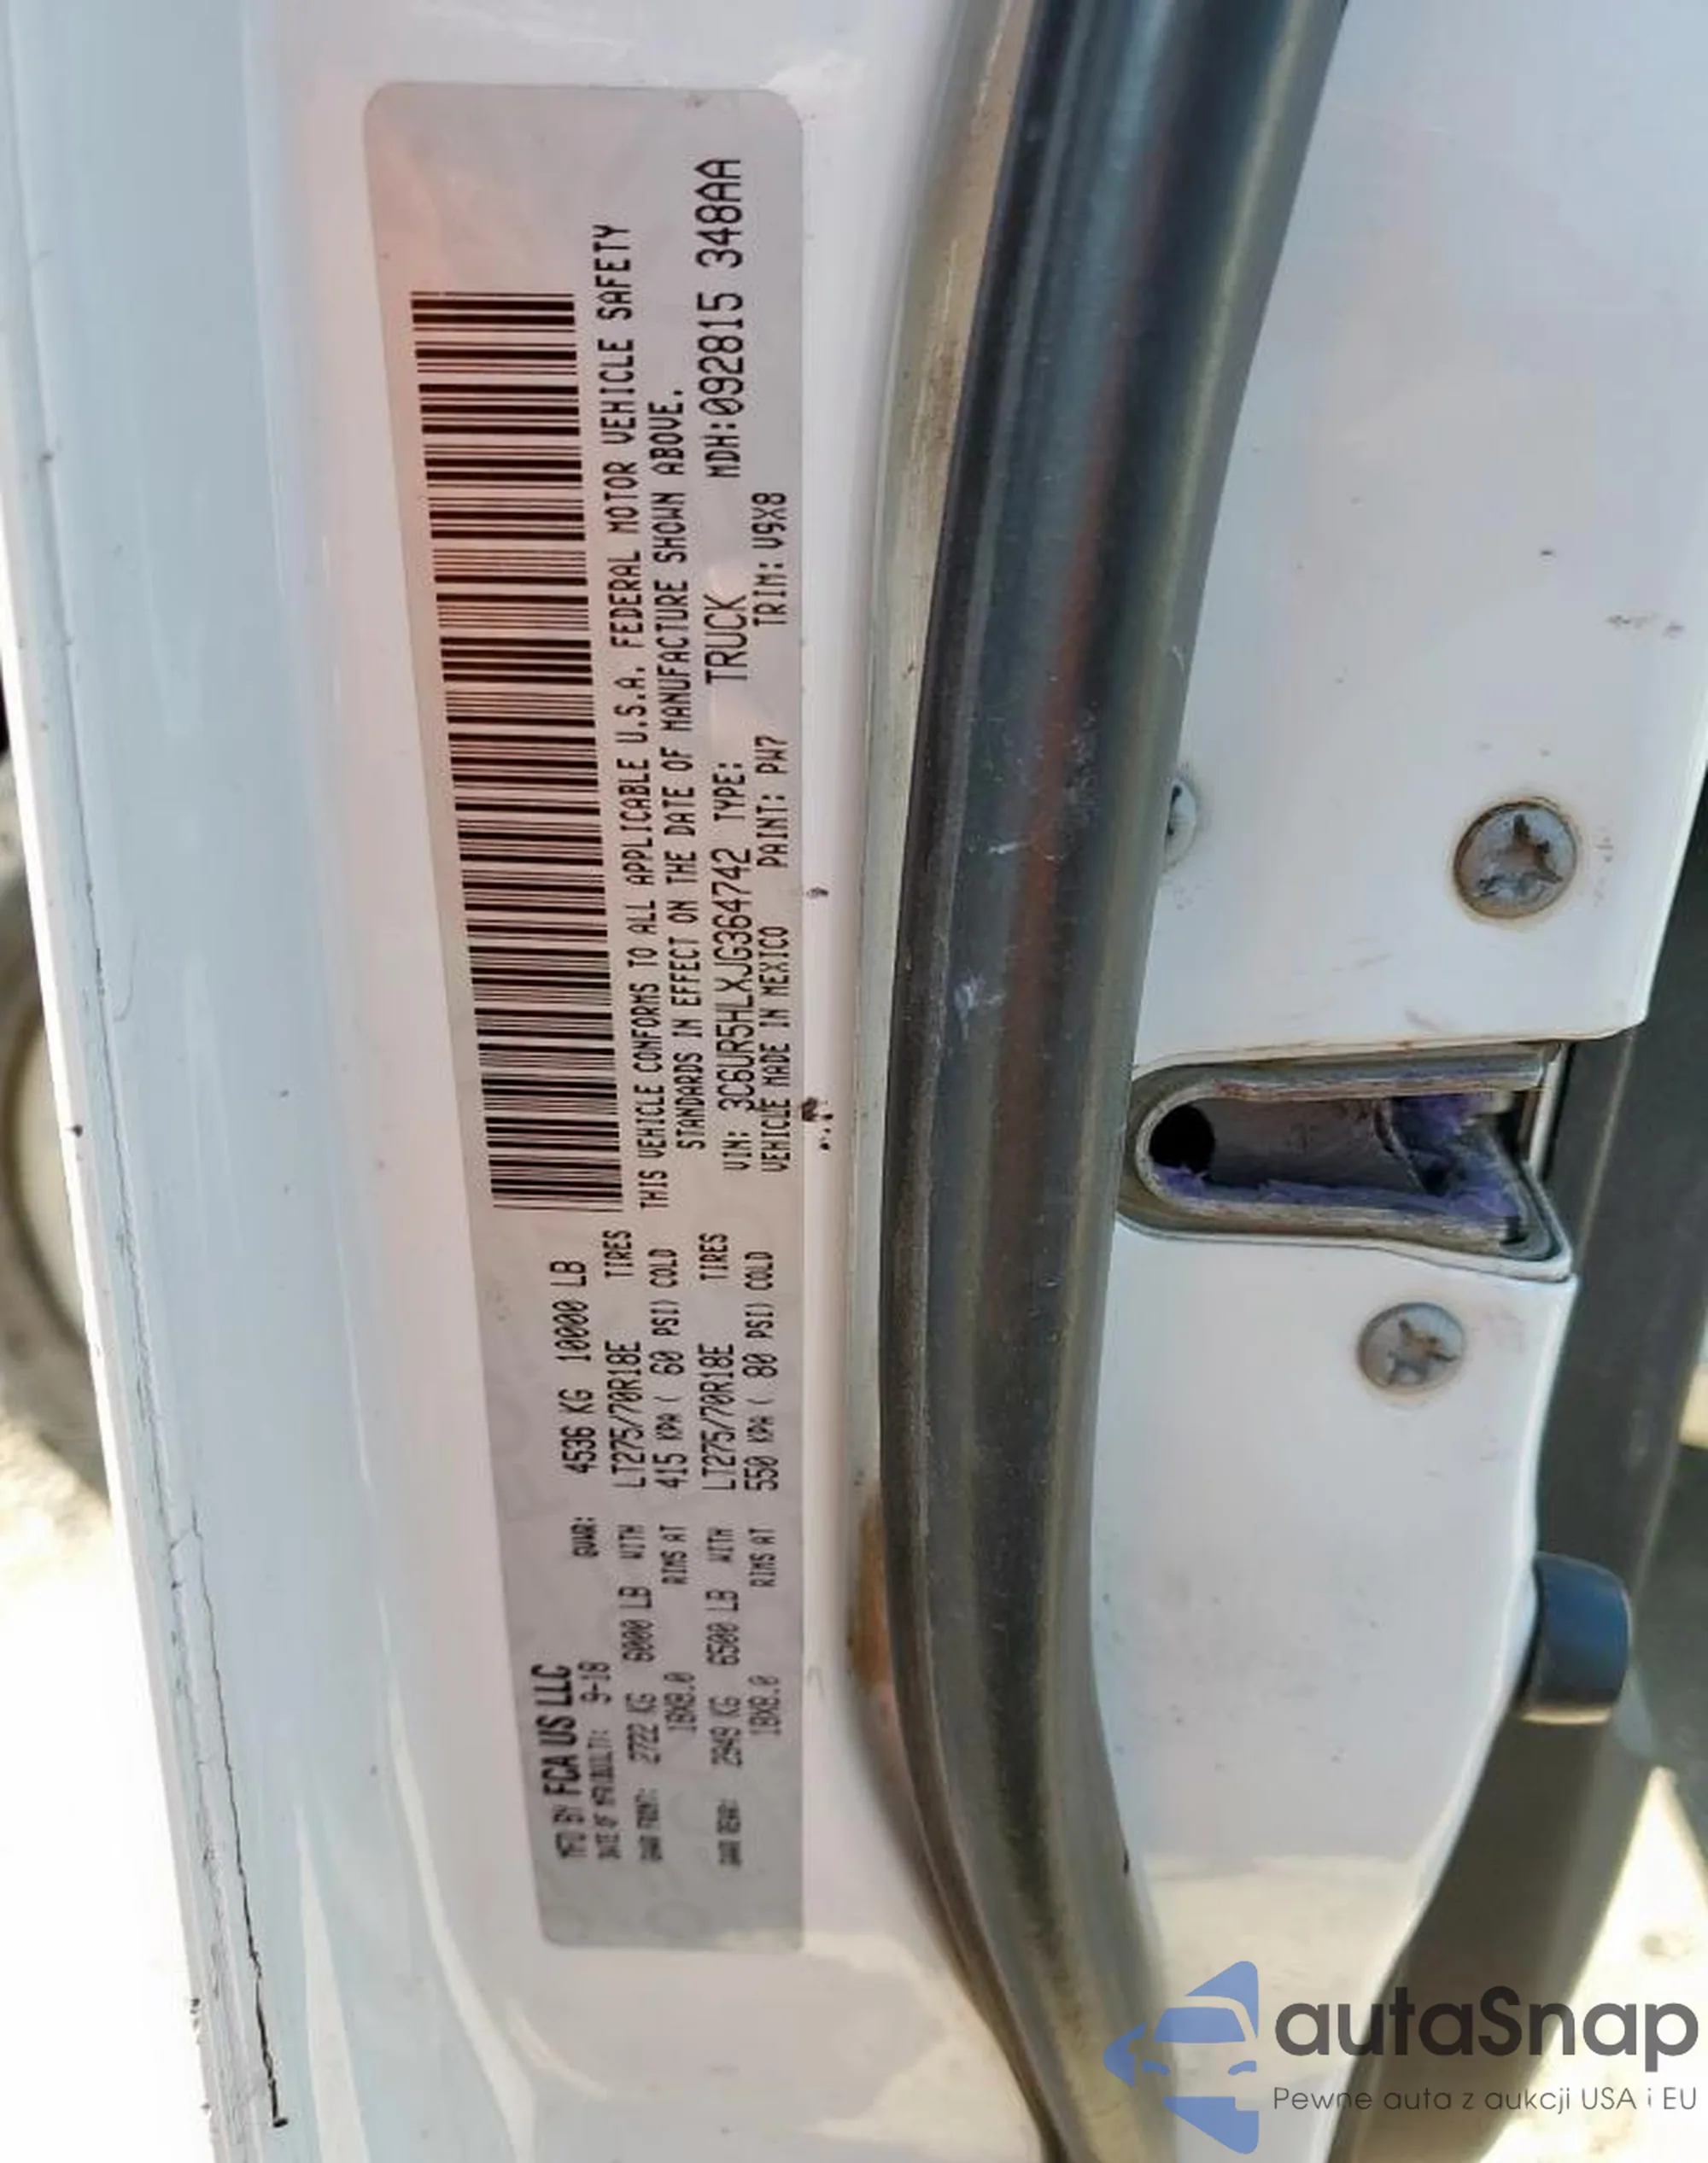 MFD BY FCA US LLC
DATE OF MFR(BUILT): 9-18 GVWR: 4536 KG 10000 LB
GAWR FRONT: 2722 KG 6000 LB WITH LT275/70R18E TIRES
18X8.0 RIMS AT 415 KPA ( 60 PSI) COLD
GAWR REAR: 2949 KG 6500 LB WITH LT275/70R18E TIRES
18X8.0 RIMS AT 550 KPA ( 80 PSI) COLD
THIS VEHICLE CONFORMS TO ALL APPLICABLE U.S.A. FEDERAL MOTOR VEHICLE SAFETY
STANDARDS IN EFFECT ON THE DATE OF MANUFACTURE SHOWN ABOVE.
VIN: 3C6UR5HLXJG364742 TYPE: TRUCK MDH:092815 348AA
VEHICLE MADE IN MEXICO PAINT: PW7 TRIM: V9X8
autaSnap
Pewne auta z aukcji USA i EU